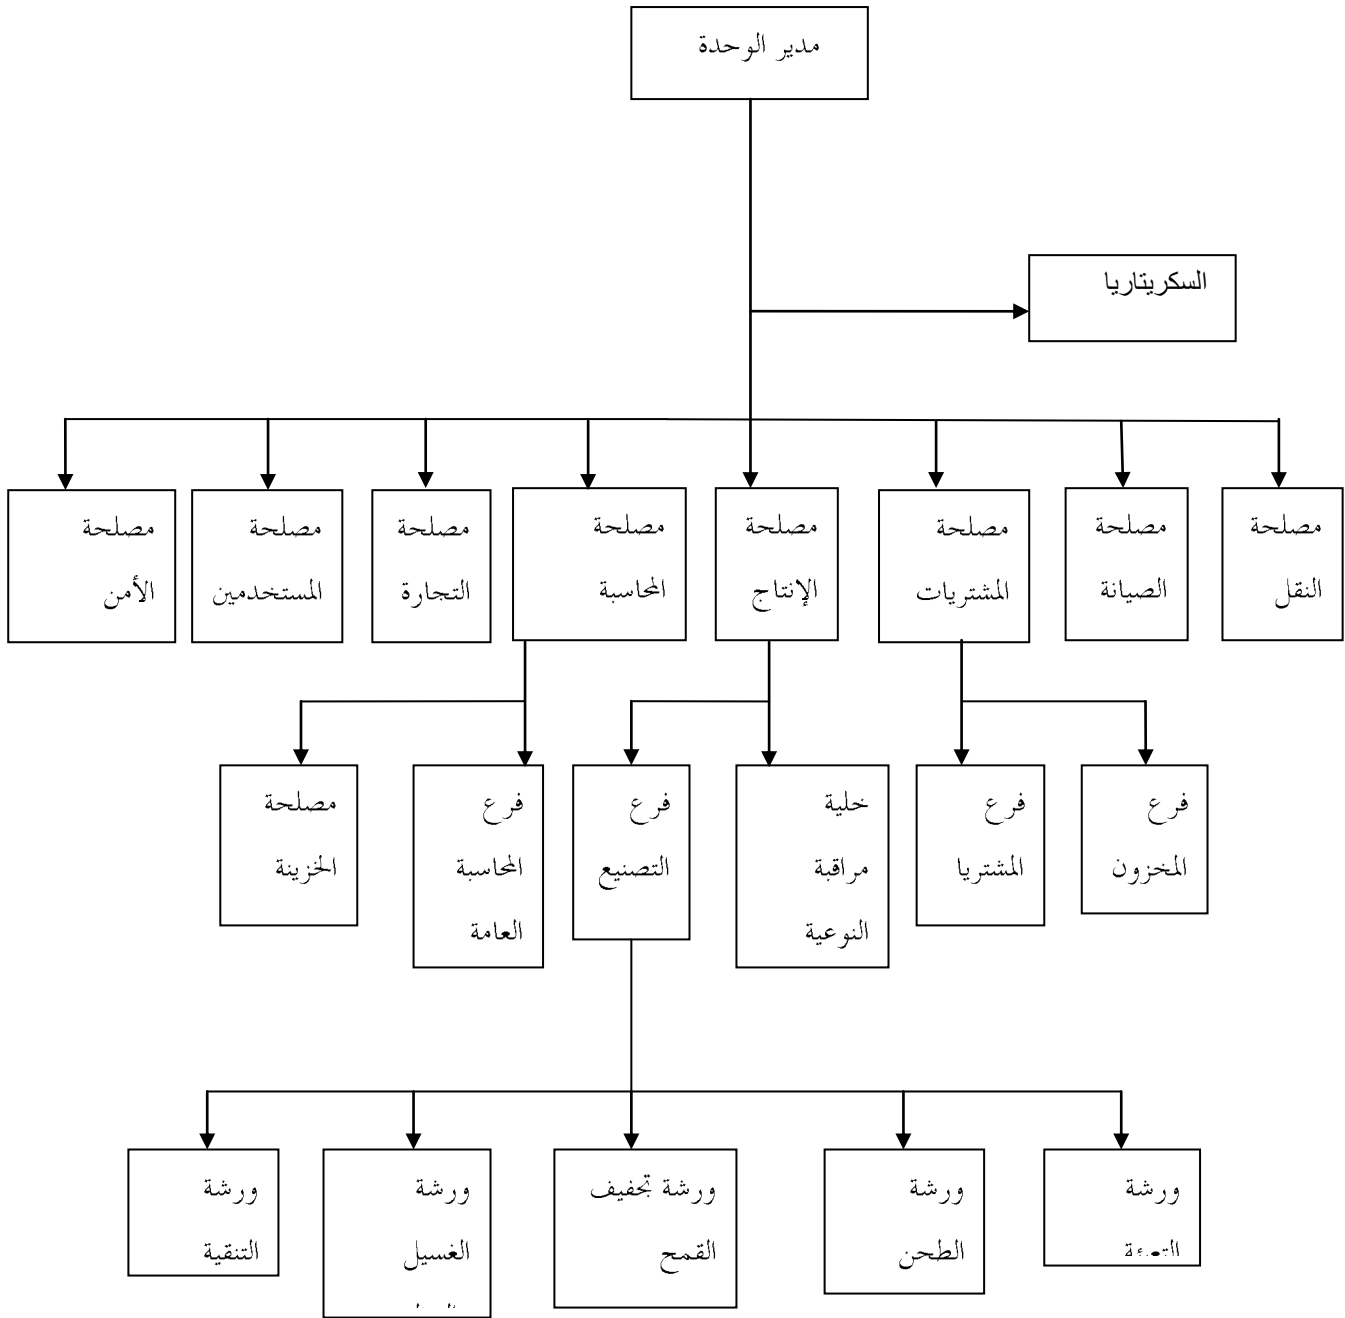 مدير الوحدة
السكريتاريا
مصلحة
النقل
مصلحة
الصيانة
مصلحة
المشتريات
مصلحة
الإنتاج
مصلحة
المحاسبة
مصلحة
التجارة
مصلحة
المستخدمين
مصلحة
الأمن
فرع
المخزون
فرع
المشتريا
خلية
مراقبة
النوعية
فرع
التصنيع
فرع
المحاسبة
العامة
مصلحة
الخزينة
ورشة
التعبئة
ورشة
الطحن
ورشة تجفيف
القمح
ورشة
الغسيل
ورشة
التنقية